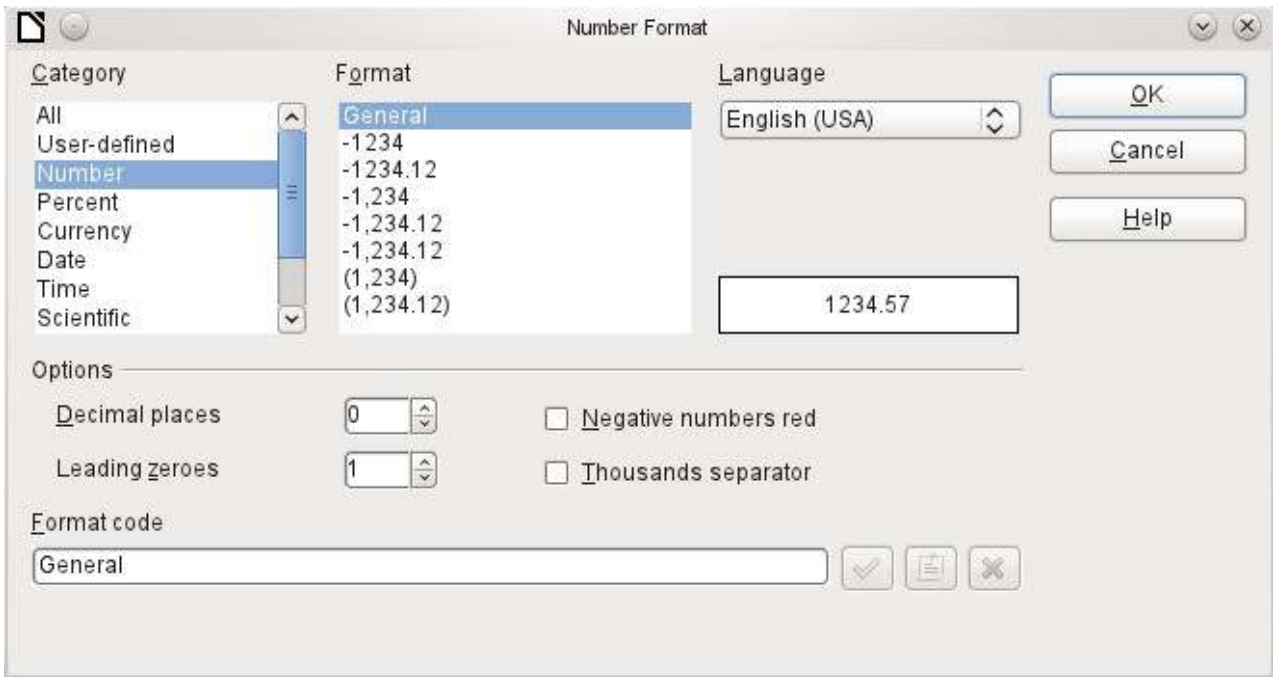 Number Format
Category
All
User-defined
Number
Percent
Currency
Date
Time
Scientific
Format
General
-1234
-1234.12
-1,234
-1,234.12
-1,234.12
(1,234)
(1,234.12)
Language
English (USA)
1234.57
OK
Cancel
Help
Options
Decimal places 0
Negative numbers red
Leading zeroes 1
Thousands separator
Format code
General